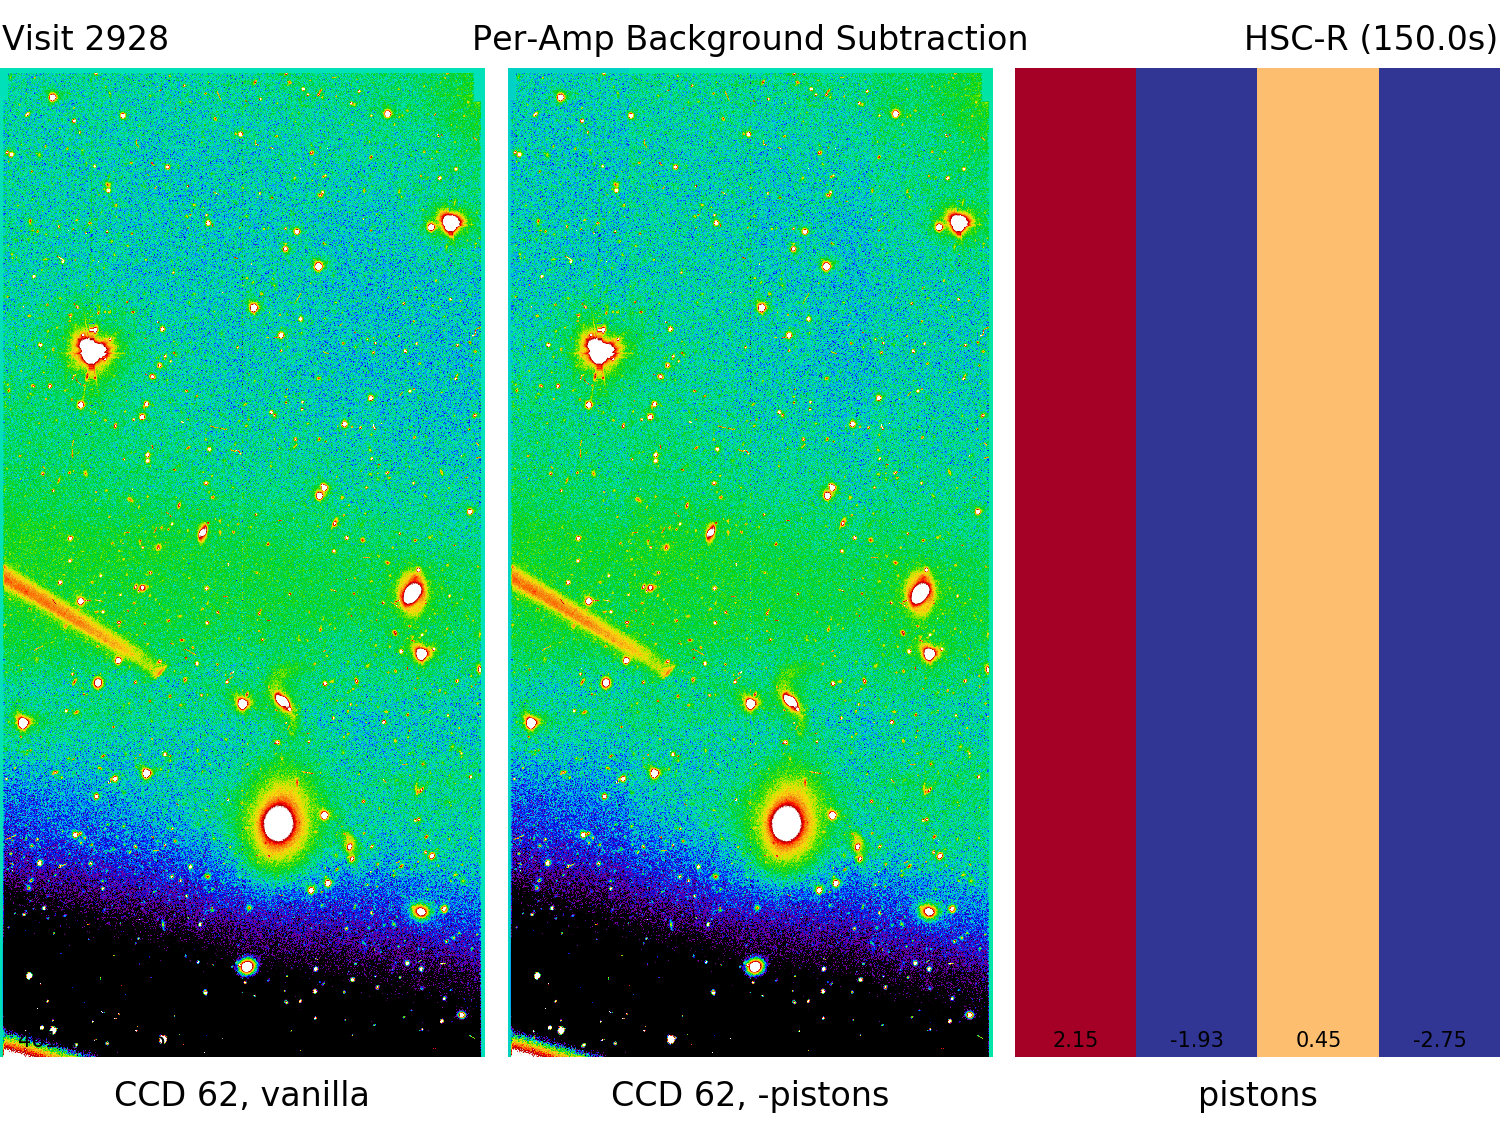 Visit 2928
Per-Amp Background Subtraction
HSC-R (150.0s)
2.15
-1.93
0.45
-2.75
CCD 62, vanilla
CCD 62, -pistons
pistons